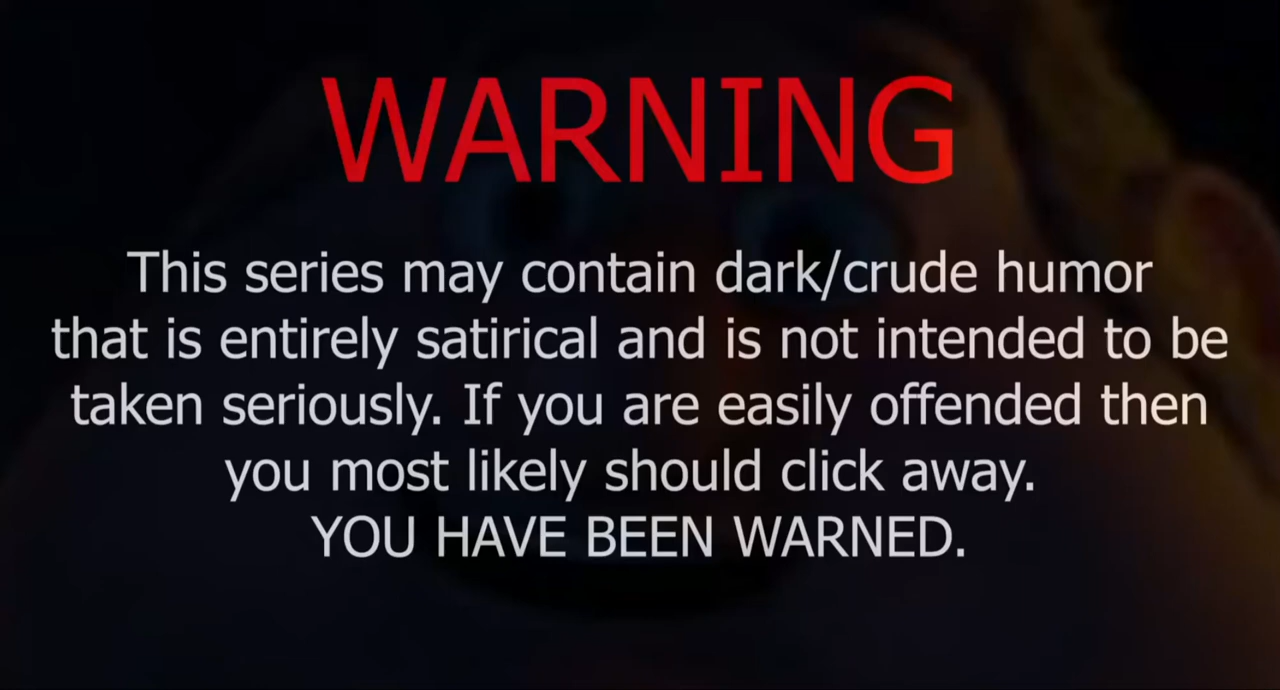 WARNING
This series may contain dark/crude humor
that is entirely satirical and is not intended to be
taken seriously. If you are easily offended then
you most likely should click away.
YOU HAVE BEEN WARNED.